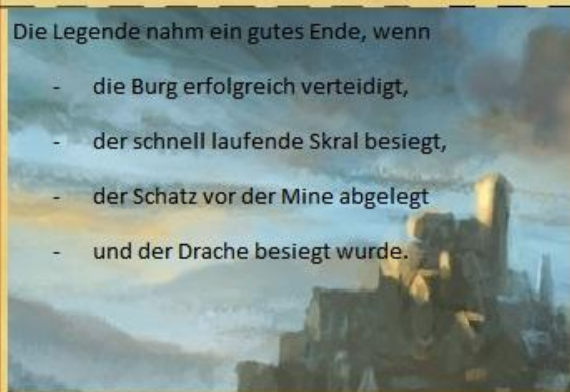 Die Legende nahm ein gutes Ende, wenn
- die Burg erfolgreich verteidigt,
- der schnell laufende Skral besiegt,
- der Schatz vor der Mine abgelegt
- und der Drache besiegt wurde.